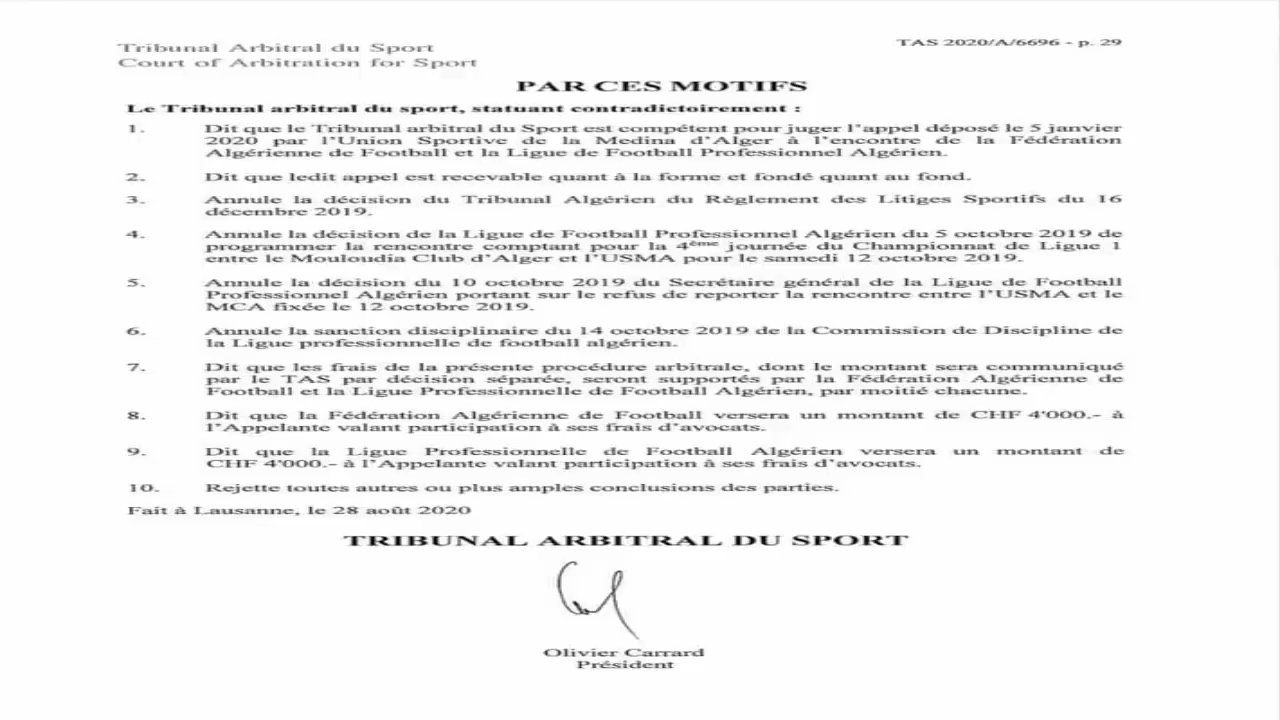 Tribunal Arbitral du Sport
Court of Arbitration for Sport
TAS 2020/A/6696 - p. 29
PAR CES MOTIFS
Le Tribunal arbitral du sport, statuant contradictoirement :
1. Dit que le Tribunal arbitral du Sport est compétent pour juger l'appel déposé le 5 janvier
2020 par l'Union Sportive de la Medina d'Alger à l'encontre de la Fédération
Algérienne de Football et la Ligue de Football Professionnel Algérien.
2. Dit que ledit appel est recevable quant à la forme et fondé quant au fond.
3. Annule la décision du Tribunal Algérien du Règlement des Litiges Sportifs du 16
décembre 2019.
4. Annule la décision de la Ligue de Football Professionnel Algérien du 5 octobre 2019 de
programmer la rencontre comptant pour la 4ème journée du Championnat de Ligue 1
entre le Mouloudia Club d'Alger et l'USMA pour le samedi 12 octobre 2019.
5. Annule la décision du 10 octobre 2019 du Secrétaire général de la Ligue de Football
Professionnel Algérien portant sur le refus de reporter la rencontre entre l'USMA et le
MCA fixée le 12 octobre 2019.
6. Annule la sanction disciplinaire du 14 octobre 2019 de la Commission de Discipline de
la Ligue professionnelle de football algérien.
7. Dit que les frais de la présente procédure arbitrale, dont le montant sera communiqué
par le TAS par décision séparée, seront supportés par la Fédération Algérienne de
Football et la Ligue Professionnelle de Football Algérien, par moitié chacune.
8. Dit que la Fédération Algérienne de Football versera un montant de CHF 4'000.- à
l'Appelante valant participation à ses frais d'avocats.
9. Dit que la Ligue Professionnelle de Football Algérien versera un montant de
CHF 4'000.- à l'Appelante valant participation à ses frais d'avocats.
10. Rejette toutes autres ou plus amples conclusions des parties.
Fait à Lausanne, le 28 août 2020
TRIBUNAL ARBITRAL DU SPORT
Olivier Carrard
Président